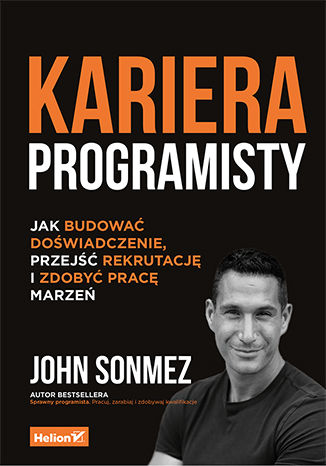 KARIERA
PROGRAMISTY
JAK BUDOWAĆ
DOŚWIADCZENIE,
PRZEJŚĆ REKRUTACJĘ
I ZDOBYĆ PRACĘ
MARZEŃ
JOHN SONMEZ
AUTOR BESTSELLERA
Sprawny programista. Pracuj, zarabiaj i zdobywaj kwalifikacje
Helion